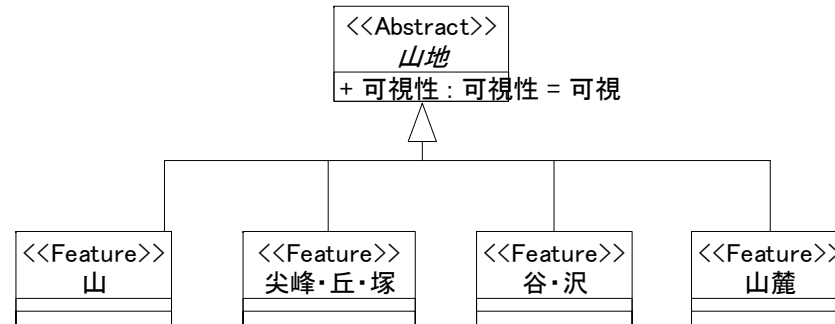 <<Abstract>>
山地
+ 可視性 : 可視性 = 可視
<<Feature>>
山
<<Feature>>
尖峰・丘・塚
<<Feature>>
谷・沢
<<Feature>>
山麓